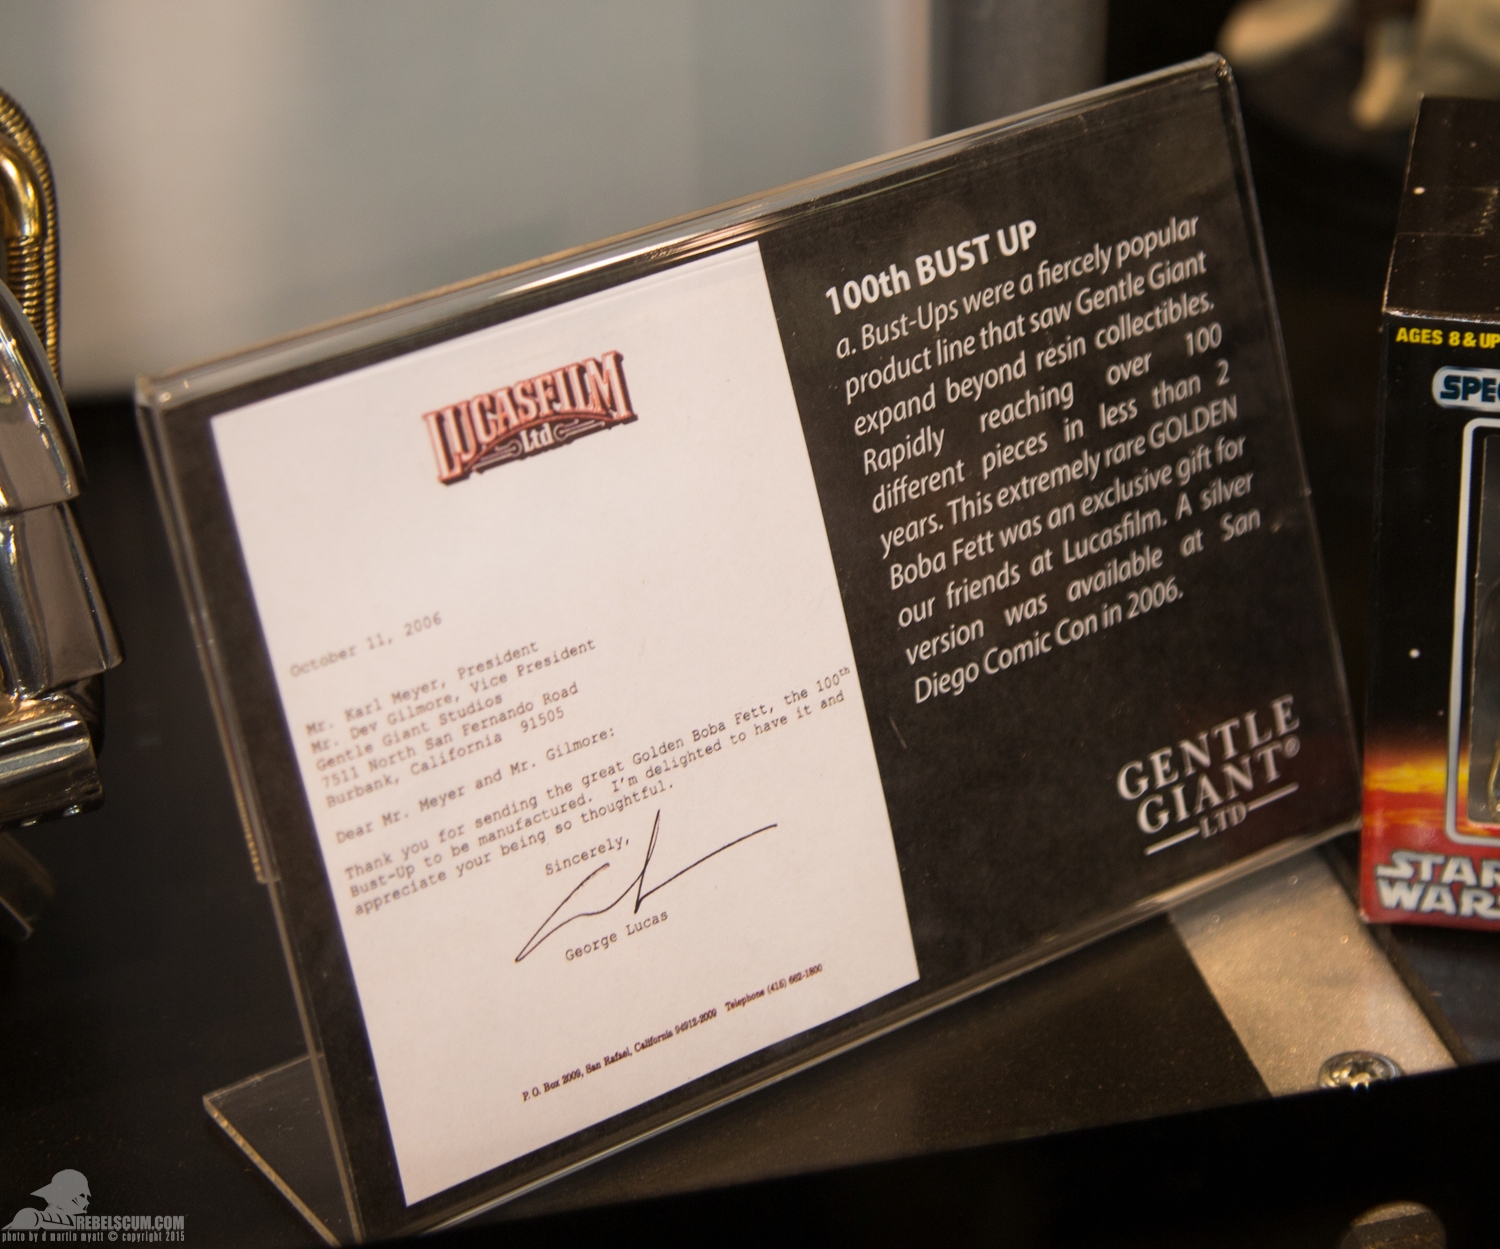 LUCASFILM
Ltd
October 11, 2006
Mr. Karl Meyer, President
Mr. Dev Gilmore, Vice President
Gentle Giant Studios
7511 North San Fernando Road
Burbank, California 91505
Dear Mr. Meyer and Mr. Gilmore:
Thank you for sending the great Golden Boba Fett, the 100th
Bust-Up to be manufactured. I'm delighted to have it and
appreciate your being so thoughtful.
Sincerely,
George Lucas
P. O. Box 2009, San Rafael, California 94912-2009 Telephone (415) 662-1800
100th BUST UP
a. Bust-Ups were a fiercely popular
product line that saw Gentle Giant
expand beyond resin collectibles.
Rapidly reaching over 100
different pieces in less than 2
years. This extremely rare GOLDEN
Boba Fett was an exclusive gift for
our friends at Lucasfilm. A silver
version was available at San
Diego Comic Con in 2006.
GENTLE
GIANT®
LTD
AGES 8 & UP
SPEC
STAR
WARS
REBELSCUM.COM
photo by d martin myatt © copyright 2015